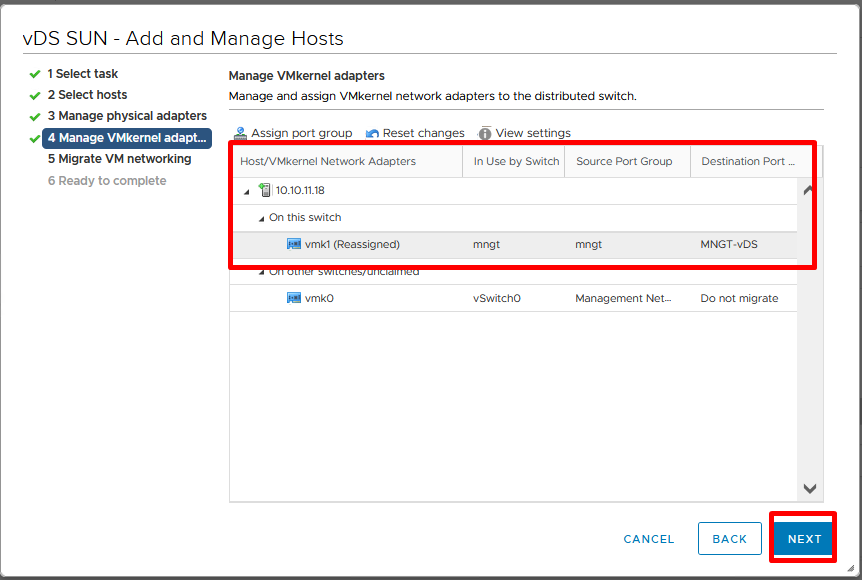 vDS SUN - Add and Manage Hosts
1 Select task
2 Select hosts
3 Manage physical adapters
4 Manage VMkernel adapt...
5 Migrate VM networking
6 Ready to complete
Manage VMkernel adapters
Manage and assign VMkernel network adapters to the distributed switch.
Assign port group Reset changes View settings
Host/VMkernel Network Adapters In Use by Switch Source Port Group Destination Port ...
10.10.11.18
On this switch
vmk1 (Reassigned) mngt mngt MNGT-vDS
On other switches/unclaimed
vmk0 vSwitch0 Management Net... Do not migrate
CANCEL BACK NEXT